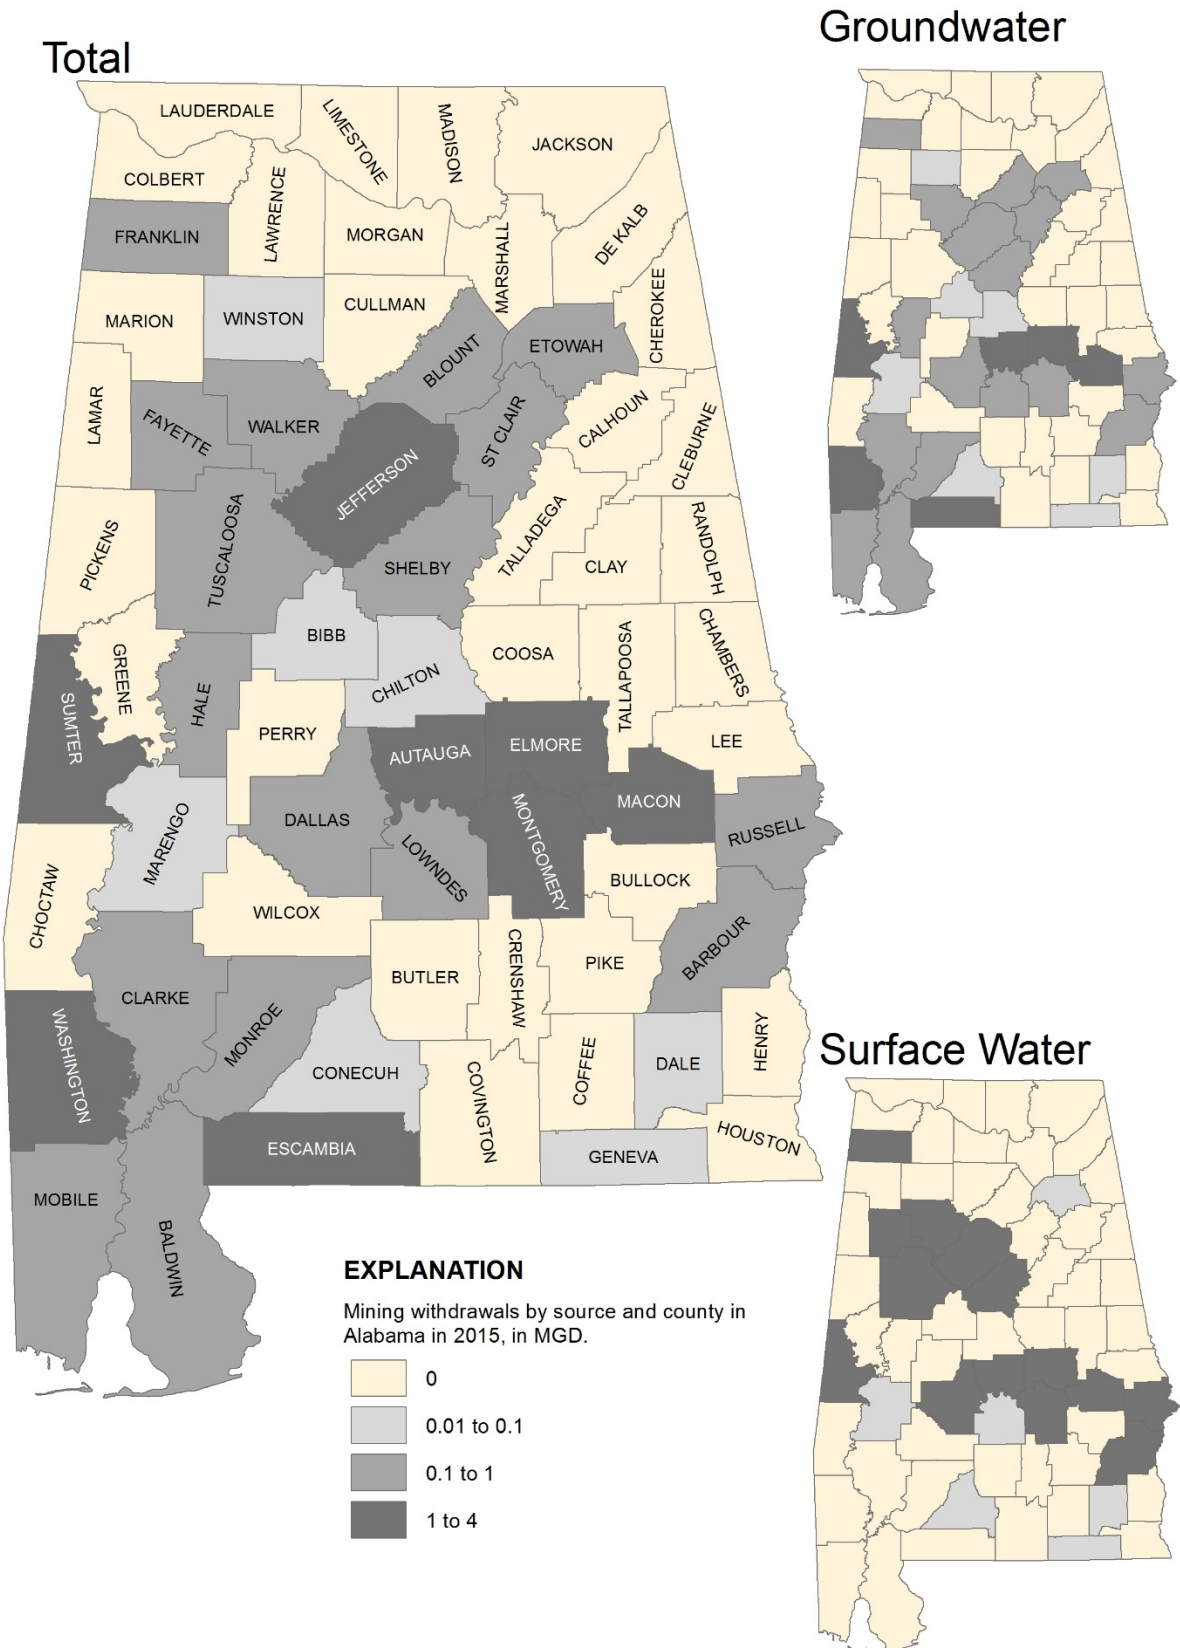 Groundwater
Total
LAUDERDALE
LIMESTONE
MADISON
JACKSON
COLBERT
LAWRENCE
FRANKLIN
MORGAN
MARSHALL
DE KALB
CHEROKEE
MARION
WINSTON
CULLMAN
BLOUNT
ETOWAH
LAMAR
FAYETTE
WALKER
ST CLAIR
CALHOUN
CLEBURNE
JEFFERSON
PICKENS
TUSCALOOSA
SHELBY
TALLADEGA
CLAY
RANDOLPH
GREENE
BIBB
COOSA
TALLAPOOSA
CHAMBERS
SUMTER
HALE
CHILTON
PERRY
AUTAUGA
ELMORE
LEE
MACON
MARENGO
DALLAS
LOWNDES
MONTGOMERY
RUSSELL
CHOCTAW
WILCOX
BULLOCK
BUTLER
CRENSHAW
PIKE
BARBOUR
CLARKE
WASHINGTON
MONROE
CONECUH
COVINGTON
COFFEE
DALE
HENRY
Surface Water
ESCAMBIA
GENEVA
HOUSTON
MOBILE
BALDWIN
EXPLANATION
Mining withdrawals by source and county in
Alabama in 2015, in MGD.
0
0.01 to 0.1
0.1 to 1
1 to 4